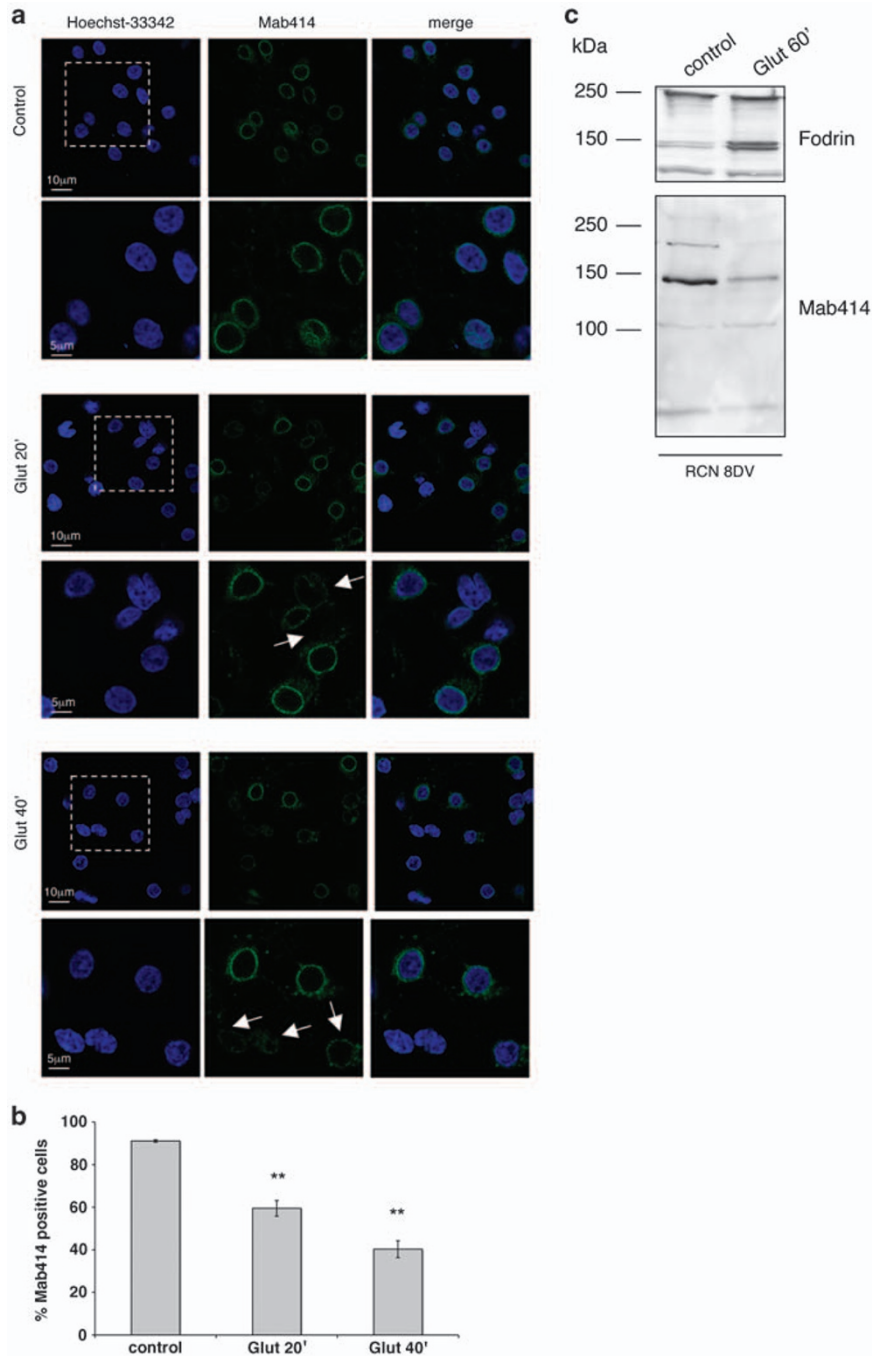 a
Hoechst-33342 Mab414 merge
Control
10µm
5µm
Glut 20'
10µm
5µm
Glut 40'
10µm
5µm
b
% Mab414 positive cells
100
80
60
40
20
0
**
**
control Glut 20' Glut 40'
c
kDa control Glut 60'
250
150
Fodrin
250
150
100
Mab414
RCN 8DV